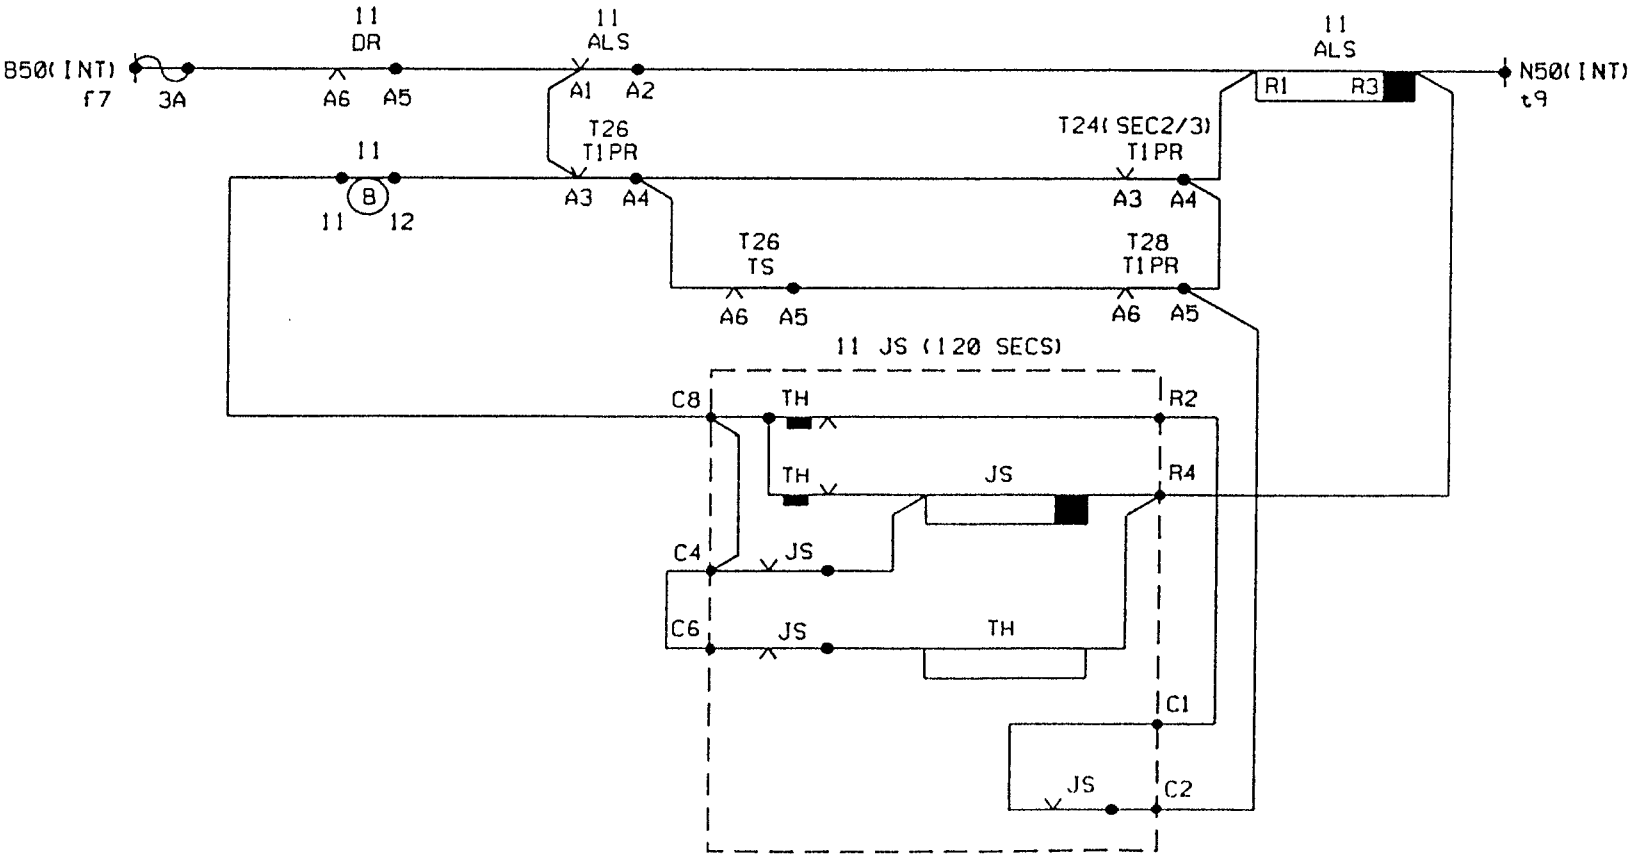 11
DR
11
ALS
11
ALS
B50(INT)
f7
3A
A6
A5
A1
A2
R1
R3
N50(INT)
t9
T26
T1PR
T24(SEC2/3)
T1PR
11
B
11
12
A3
A4
A3
A4
T26
TS
T28
T1PR
A6
A5
A6
A5
11 JS (120 SECS)
C8
TH
R2
TH
JS
R4
C4
JS
C6
JS
TH
C1
JS
C2